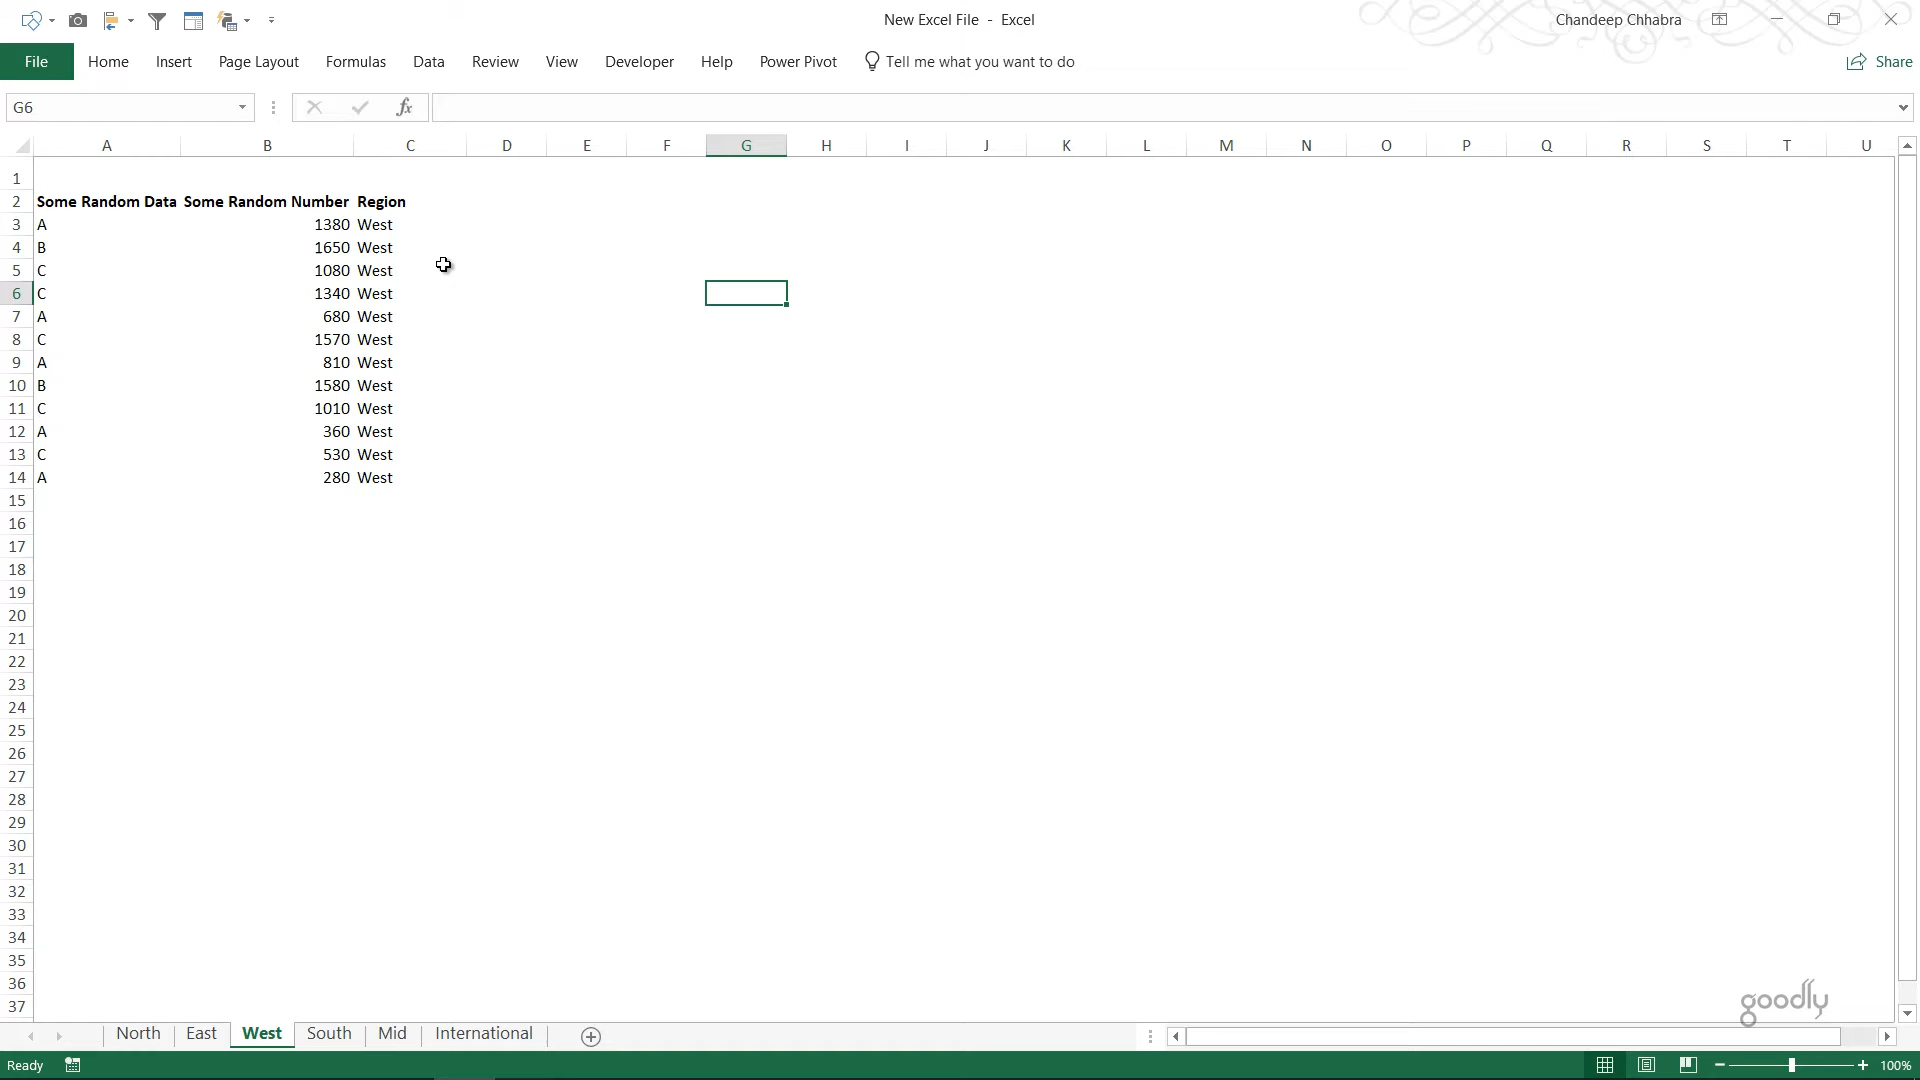 New Excel File - Excel
Chandeep Chhabra
File Home Insert Page Layout Formulas Data Review View Developer Help Power Pivot Tell me what you want to do Share
G6 fx
A B C D E F G H I J K L M N O P Q R S T U
1
2 Some Random Data Some Random Number Region
3 A 1380 West
4 B 1650 West
5 C 1080 West
6 C 1340 West
7 A 680 West
8 C 1570 West
9 A 810 West
10 B 1580 West
11 C 1010 West
12 A 360 West
13 C 530 West
14 A 280 West
15
16
17
18
19
20
21
22
23
24
25
26
27
28
29
30
31
32
33
34
35
36
37
goodly
North East West South Mid International
Ready 100%